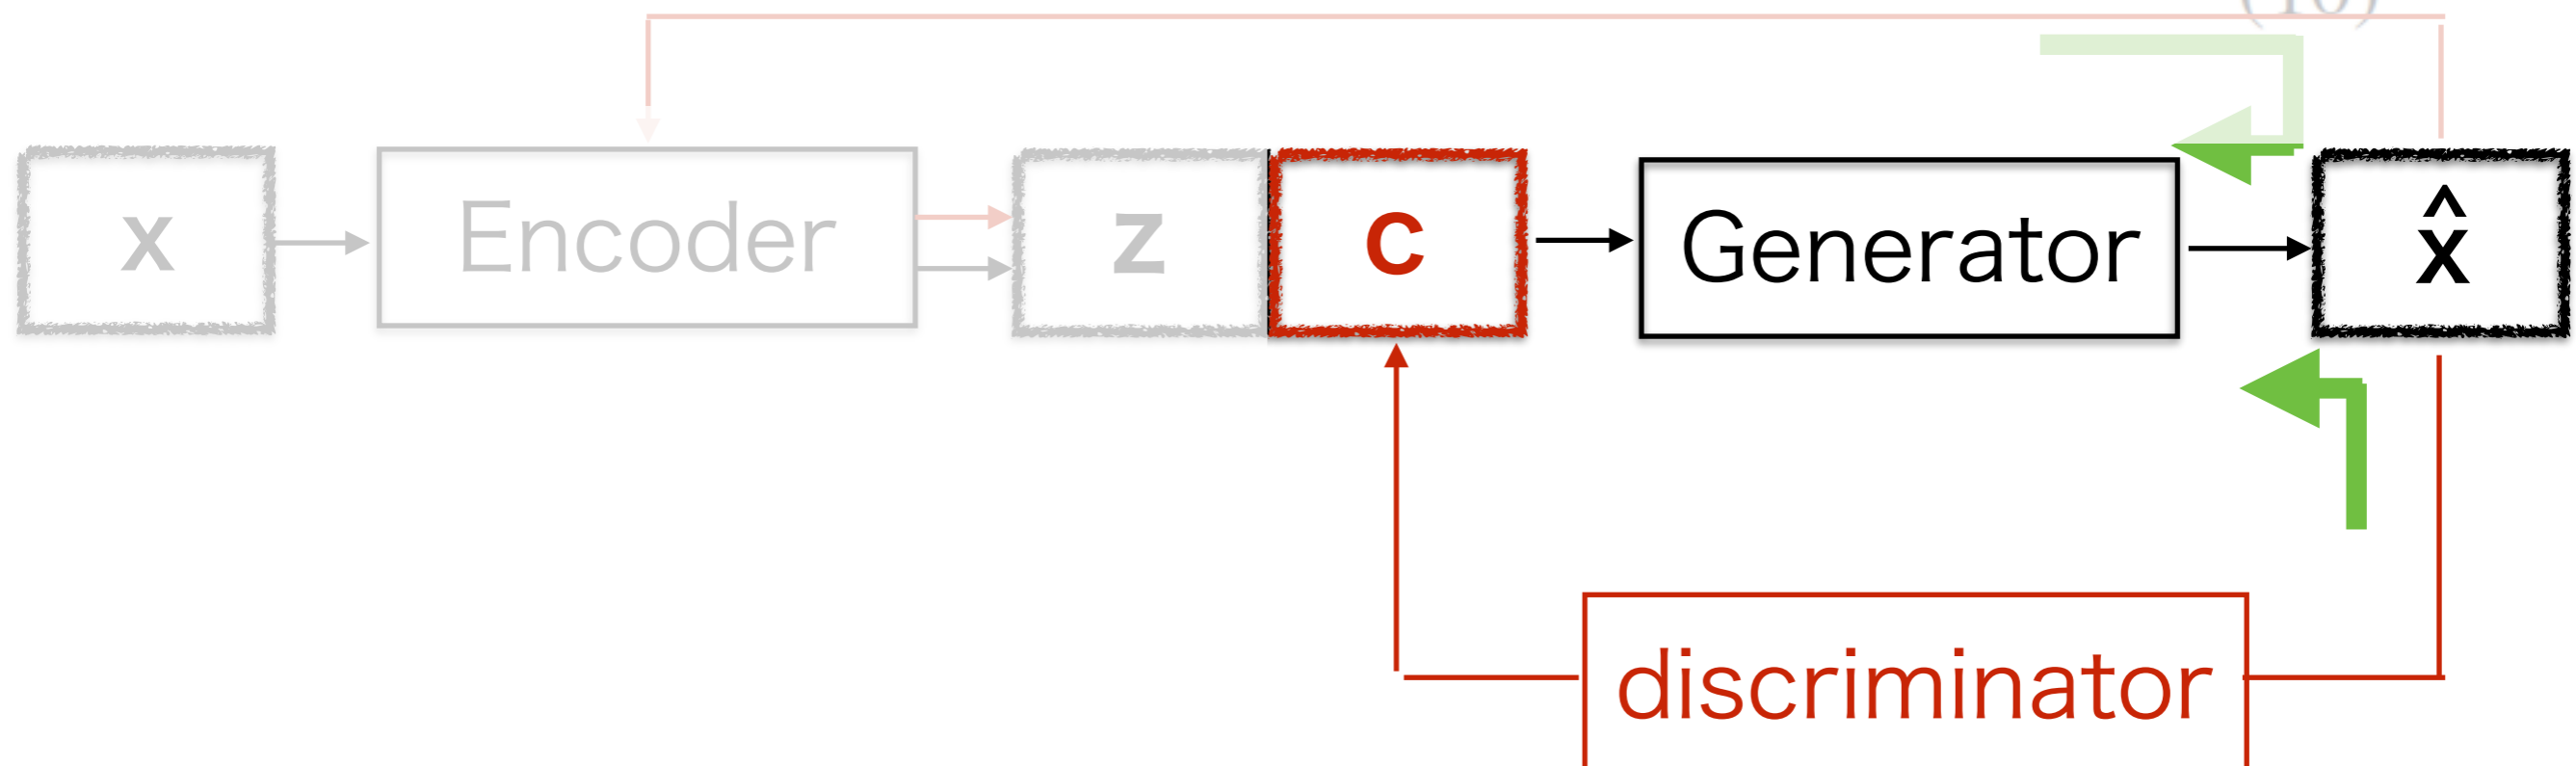 x Encoder z c Generator x̂
discriminator